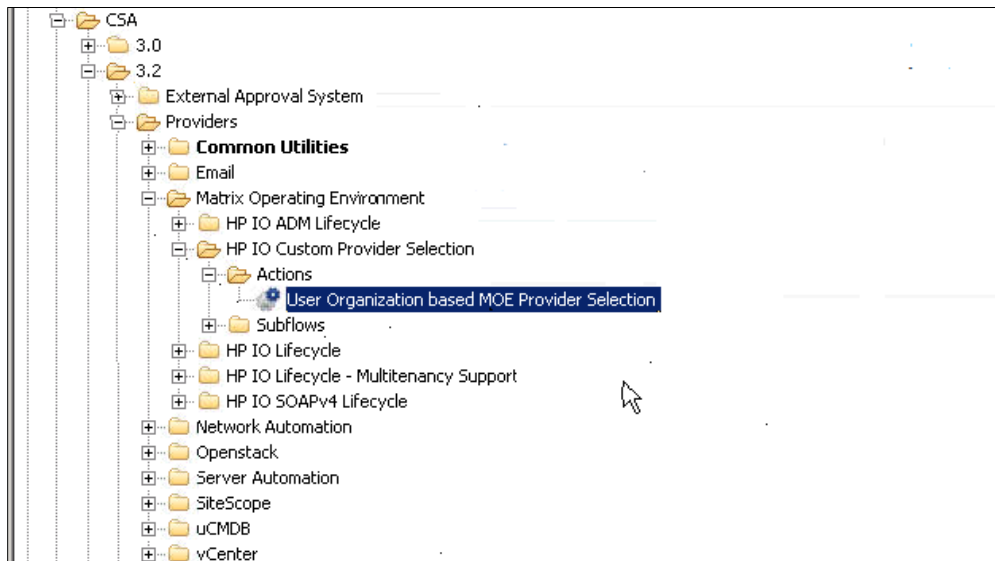 CSA
3.0
3.2
External Approval System
Providers
Common Utilities
Email
Matrix Operating Environment
HP IO ADM Lifecycle
HP IO Custom Provider Selection
Actions
User Organization based MOE Provider Selection
Subflows
HP IO Lifecycle
HP IO Lifecycle - Multitenancy Support
HP IO SOAPv4 Lifecycle
Network Automation
Openstack
Server Automation
SiteScope
uCMDB
vCenter